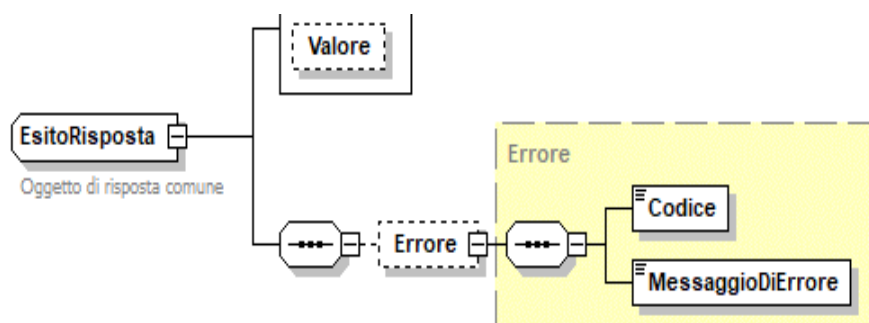 Valore
EsitoRisposta
Oggetto di risposta comune
Errore
Errore
Codice
MessaggioDiErrore